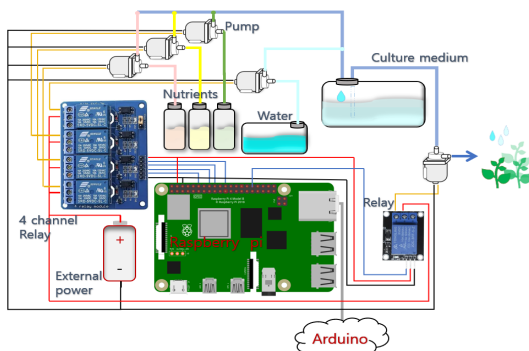 Pump
Culture medium
Nutrients
Water
4 channel
Relay
Relay
Raspberry pi
External
power
Arduino